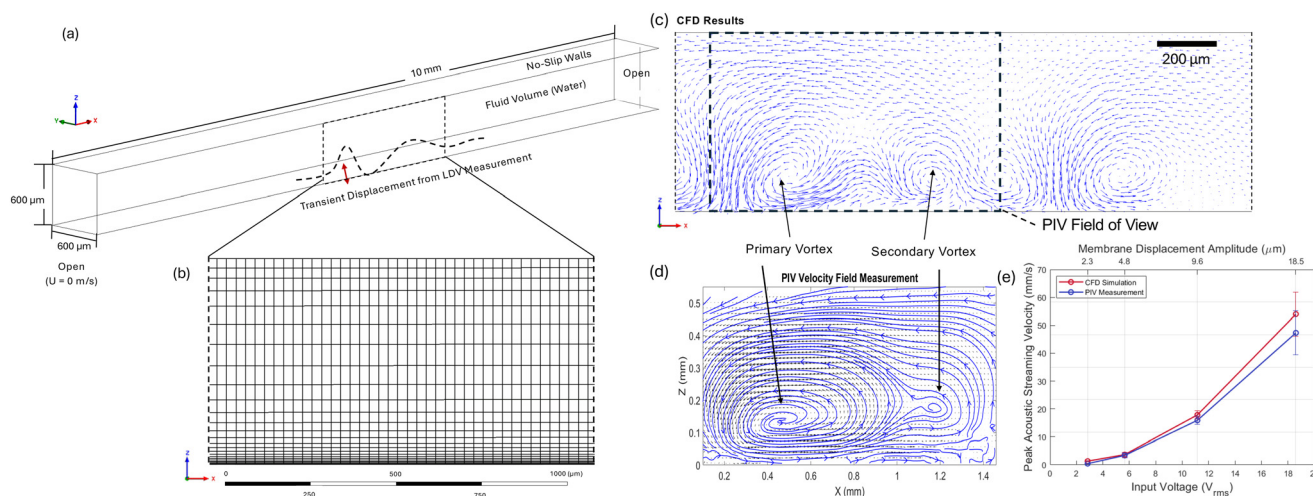 (a)
10 mm
No-Slip Walls
Open
Fluid Volume (Water)
Z
Y
X
Transient Displacement from LDV Measurement
600 µm
600 µm
Open
(U = 0 m/s)
(b)
Z
X
0
500
1000 (µm)
250
750
(c)
CFD Results
200 µm
Z
X
PIV Field of View
Primary Vortex
Secondary Vortex
(d)
PIV Velocity Field Measurement
Z (mm)
0.5
0.4
0.3
0.2
0.1
0
0.2
0.4
0.6
0.8
1
1.2
1.4
X (mm)
(e)
Membrane Displacement Amplitude (µm)
2.3
4.8
9.6
18.5
CFD Simulation
PIV Measurement
Peak Acoustic Streaming Velocity (mm/s)
70
60
50
40
30
20
10
0
0
2
4
6
8
10
12
14
16
18
Input Voltage (Vrms)